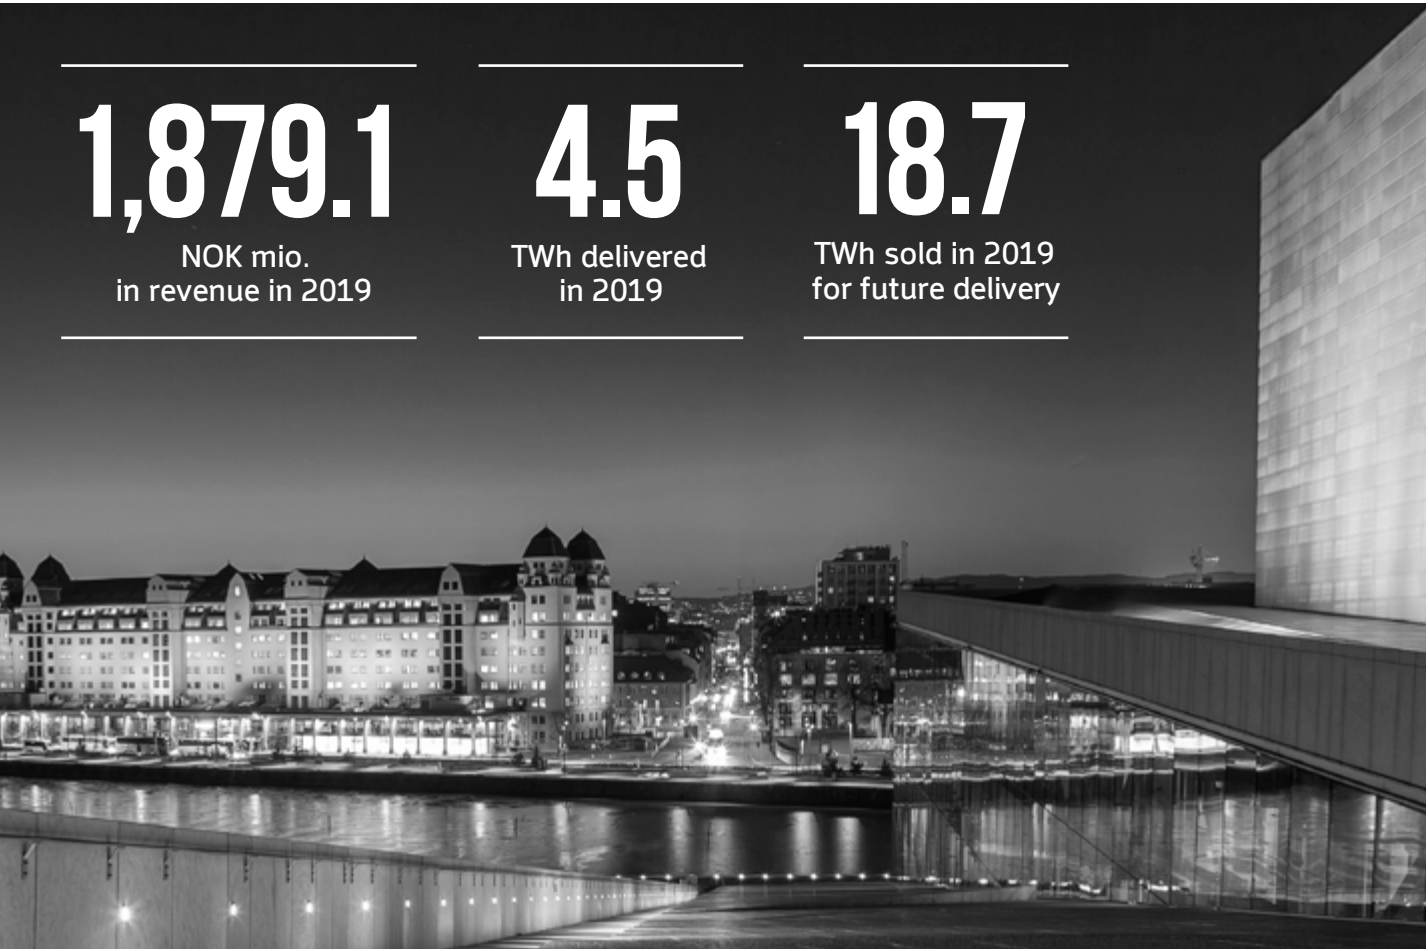 1,879.1
NOK mio.
in revenue in 2019
4.5
TWh delivered
in 2019
18.7
TWh sold in 2019
for future delivery